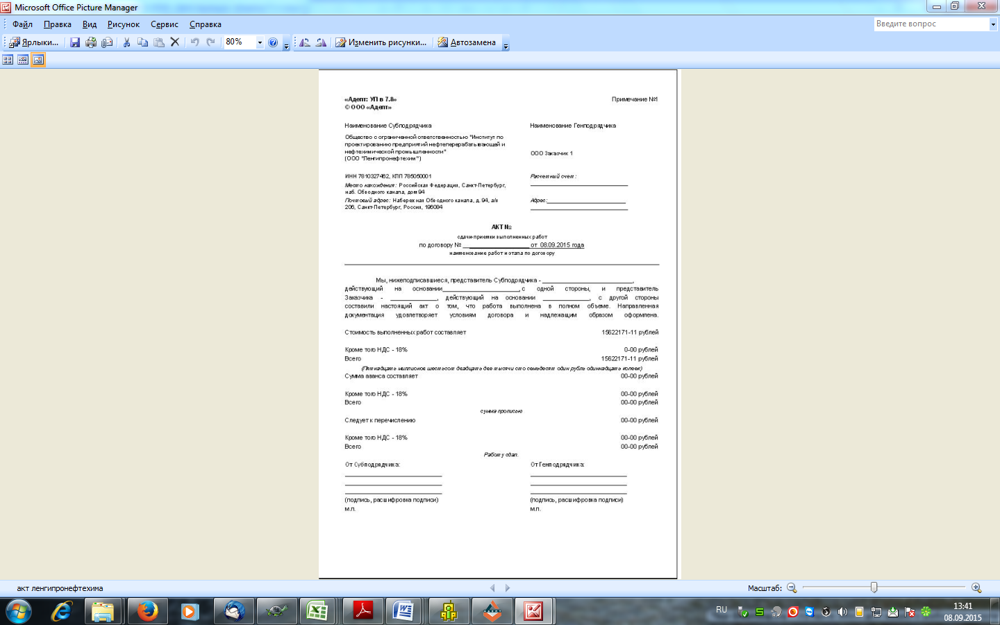 Microsoft Office Picture Manager
Файл Правка Вид Рисунок Сервис Справка
Введите вопрос
Ярлыки... 80% Изменить рисунки... Автозамена
«Адепт: УП в 7.8» Примечание №1
© ООО «Адепт»
Наименование Субподрядчика Наименование Генподрядчика
Общество с ограниченной ответственностью "Институт по
проектированию предприятий нефтеперерабатывающей и
нефтехимической промышленности"
(ООО "Ленгипронефтехим")
ООО Заказчик 1
ИНН 7810327462, КПП 785050001 Расчетный счет:
Место нахождения: Российская Федерация, Санкт-Петербург,
наб. Обводного канала, дом 94
Почтовый адрес: Набережная Обводного канала, д. 94, а/я Адрес:
206, Санкт-Петербург, Россия, 196084
АКТ №
сдачи-приемки выполненных работ
по договору № от 08.09.2015 года
наименование работ и этапа по договору
Мы, нижеподписавшиеся, представитель Субподрядчика - ,
действующий на основании , с одной стороны, и представитель
Заказчика - , действующий на основании , с другой стороны
составили настоящий акт о том, что работа выполнена в полном объеме. Направленная
документация удовлетворяет условиям договора и надлежащим образом оформлена.
Стоимость выполненных работ составляет 15622171-11 рублей
Кроме того НДС - 18% 0-00 рублей
Всего 15622171-11 рублей
(Пятнадцать миллионов шестьсот двадцать две тысячи сто семьдесят один рубль одиннадцать копеек)
Сумма аванса составляет 00-00 рублей
Кроме того НДС - 18% 00-00 рублей
Всего 00-00 рублей
сумма прописью
Следует к перечислению 00-00 рублей
Кроме того НДС - 18% 00-00 рублей
Всего 00-00 рублей
Работу сдал.
От Субподрядчика: От Генподрядчика:
(подпись, расшифровка подписи) (подпись, расшифровка подписи)
м.п. м.п.
акт ленгипронефтехима Масштаб:
RU 13:41
08.09.2015